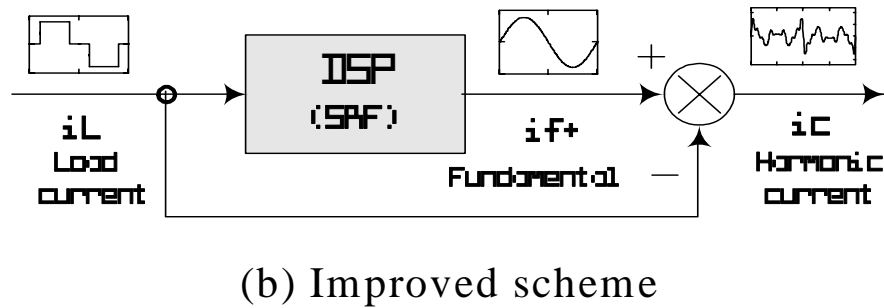 DSP
(SAF)
+
iL
Load
current
if+
Fundamental
−
iC
Harmonic
current
(b) Improved scheme